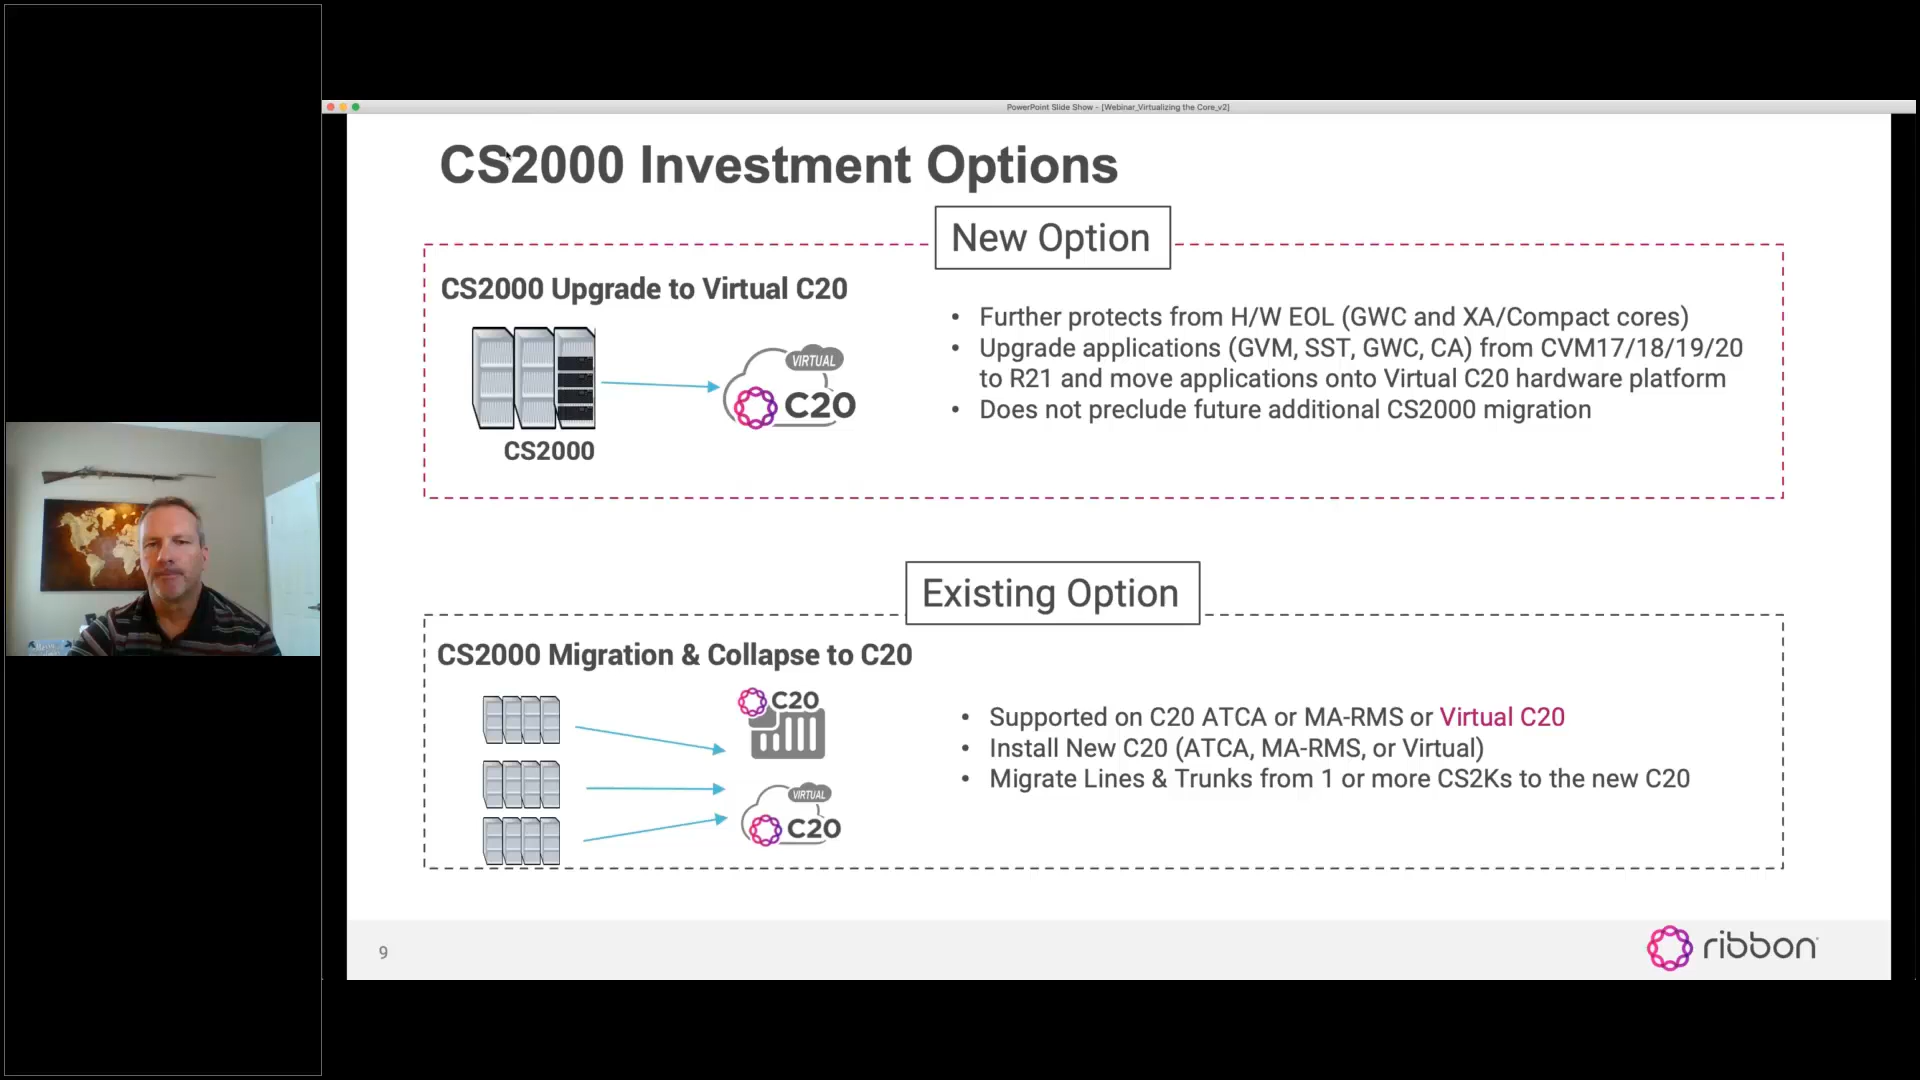 PowerPoint Slide Show - [Webinar_Virtualizing the Core_v2]
CS2000 Investment Options
New Option
CS2000 Upgrade to Virtual C20
VIRTUAL
C20
CS2000
• Further protects from H/W EOL (GWC and XA/Compact cores)
• Upgrade applications (GVM, SST, GWC, CA) from CVM17/18/19/20
to R21 and move applications onto Virtual C20 hardware platform
• Does not preclude future additional CS2000 migration
Existing Option
CS2000 Migration & Collapse to C20
C20
VIRTUAL
C20
• Supported on C20 ATCA or MA-RMS or Virtual C20
• Install New C20 (ATCA, MA-RMS, or Virtual)
• Migrate Lines & Trunks from 1 or more CS2Ks to the new C20
9
ribbon